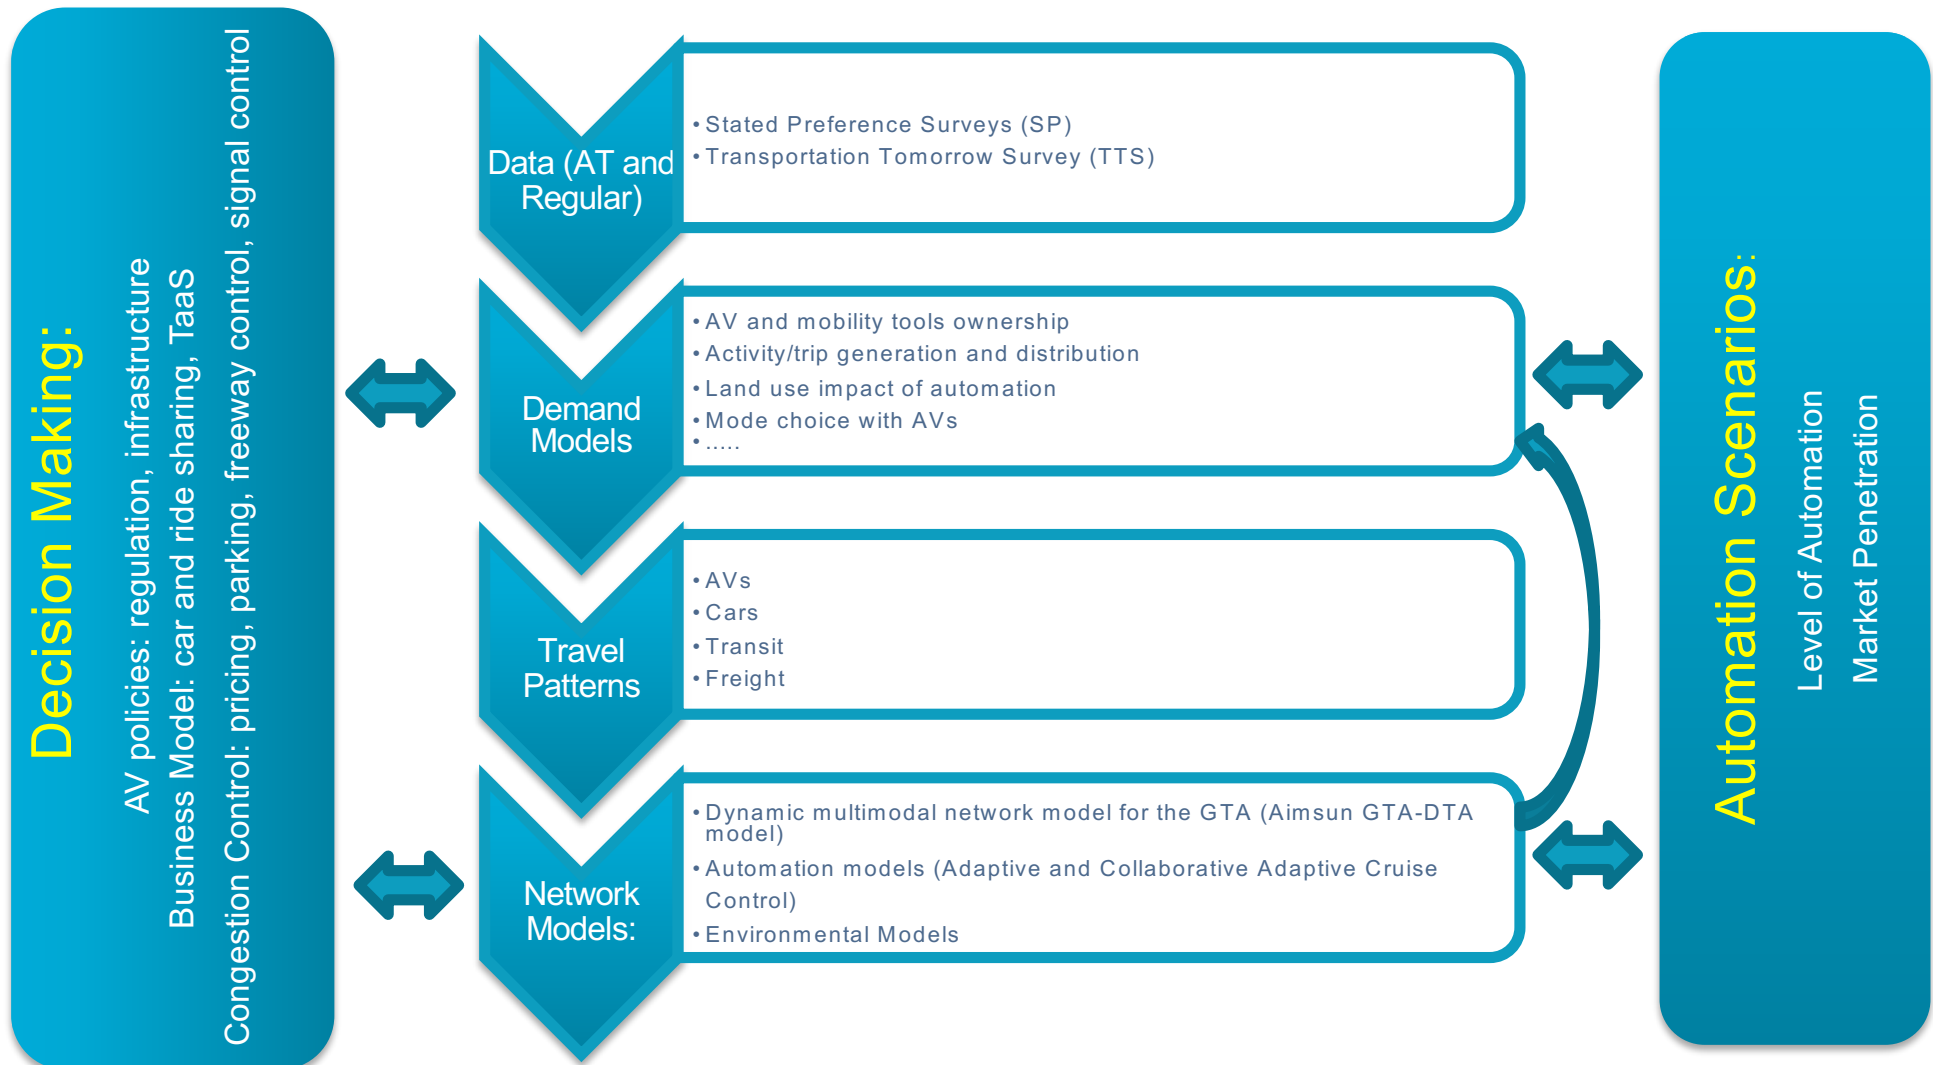 Decision Making:
AV policies: regulation, infrastructure
Business Model: car and ride sharing, TaaS
Congestion Control: pricing, parking, freeway control, signal control
Data (AT and
Regular)
• Stated Preference Surveys (SP)
• Transportation Tomorrow Survey (TTS)
Demand
Models
• AV and mobility tools ownership
• Activity/trip generation and distribution
• Land use impact of automation
• Mode choice with AVs
• .....
Travel
Patterns
• AVs
• Cars
• Transit
• Freight
Network
Models:
• Dynamic multimodal network model for the GTA (Aimsun GTA-DTA
model)
• Automation models (Adaptive and Collaborative Adaptive Cruise
Control)
• Environmental Models
Automation Scenarios:
Level of Automation
Market Penetration